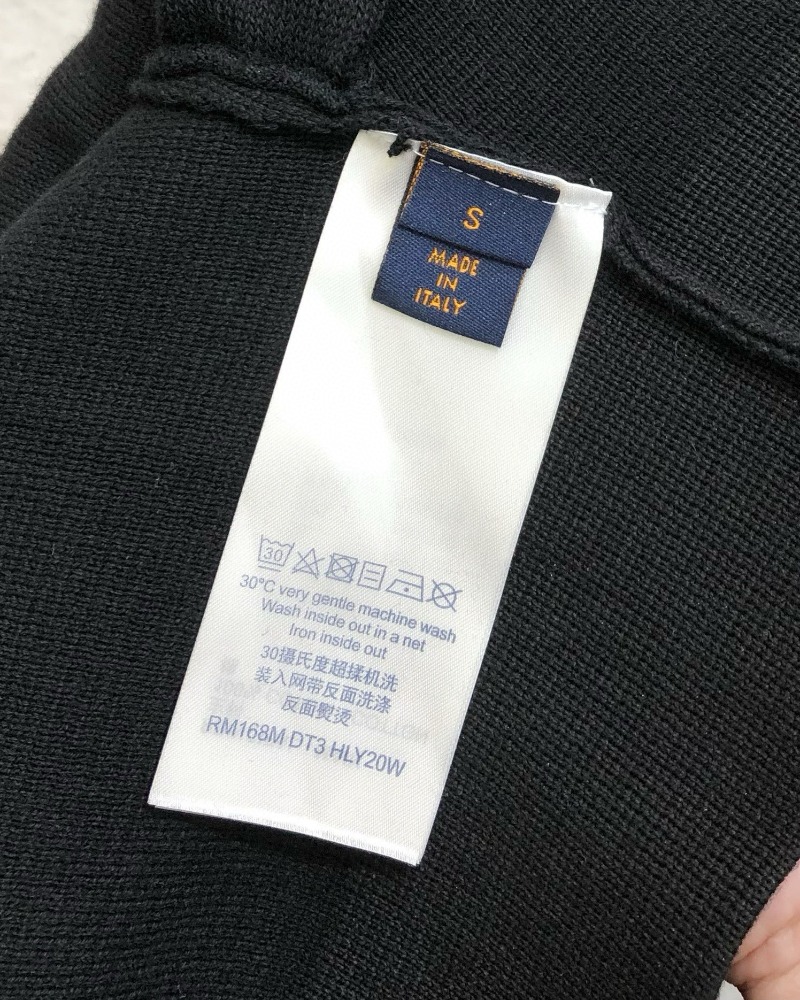 S
MADE
IN
ITALY
30
30°C very gentle machine wash
Wash inside out in a net
Iron inside out
30摄氏度超揉机洗
装入网带反面洗涤
反面熨烫
RM168M DT3 HLY20W